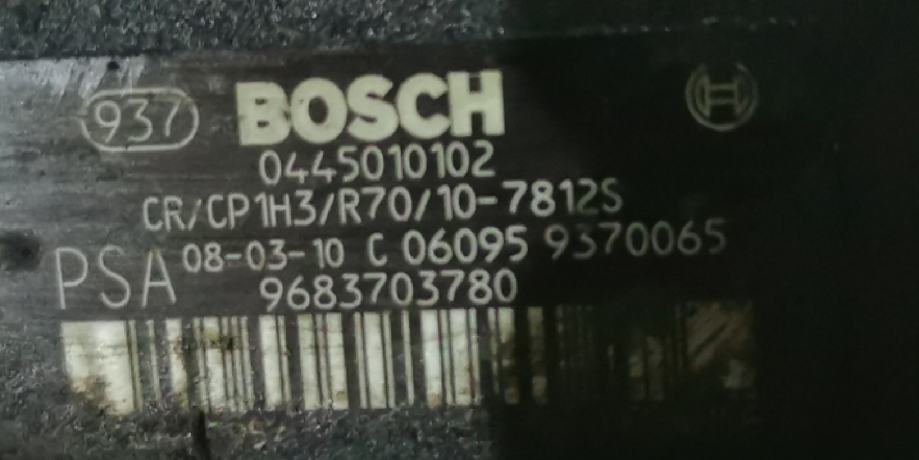 937 BOSCH
0445010102
CR/CP1H3/R70/10-7812S
PSA 08-03-10 C 06095 9370065
9683703780